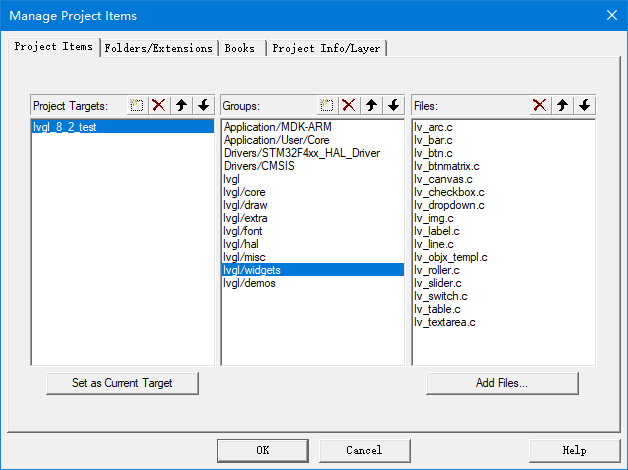 Manage Project Items
Project Items
Folders/Extensions
Books
Project Info/Layer
Project Targets:
Groups:
Files:
lvgl_8_2_test
Application/MDK-ARM
Application/User/Core
Drivers/STM32F4xx_HAL_Driver
Drivers/CMSIS
lvgl
lvgl/core
lvgl/draw
lvgl/extra
lvgl/font
lvgl/hal
lvgl/misc
lvgl/widgets
lvgl/demos
lv_arc.c
lv_bar.c
lv_btn.c
lv_btnmatrix.c
lv_canvas.c
lv_checkbox.c
lv_dropdown.c
lv_img.c
lv_label.c
lv_line.c
lv_objx_templ.c
lv_roller.c
lv_slider.c
lv_switch.c
lv_table.c
lv_textarea.c
Set as Current Target
Add Files...
OK
Cancel
Help